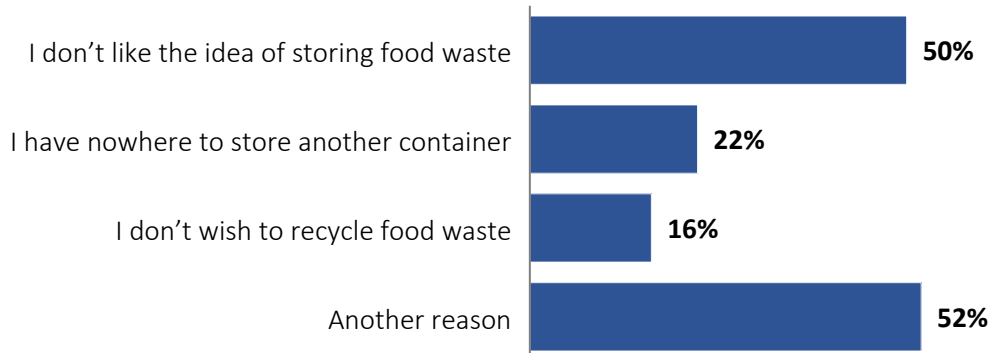 I don’t like the idea of storing food waste 50%
I have nowhere to store another container 22%
I don’t wish to recycle food waste 16%
Another reason 52%